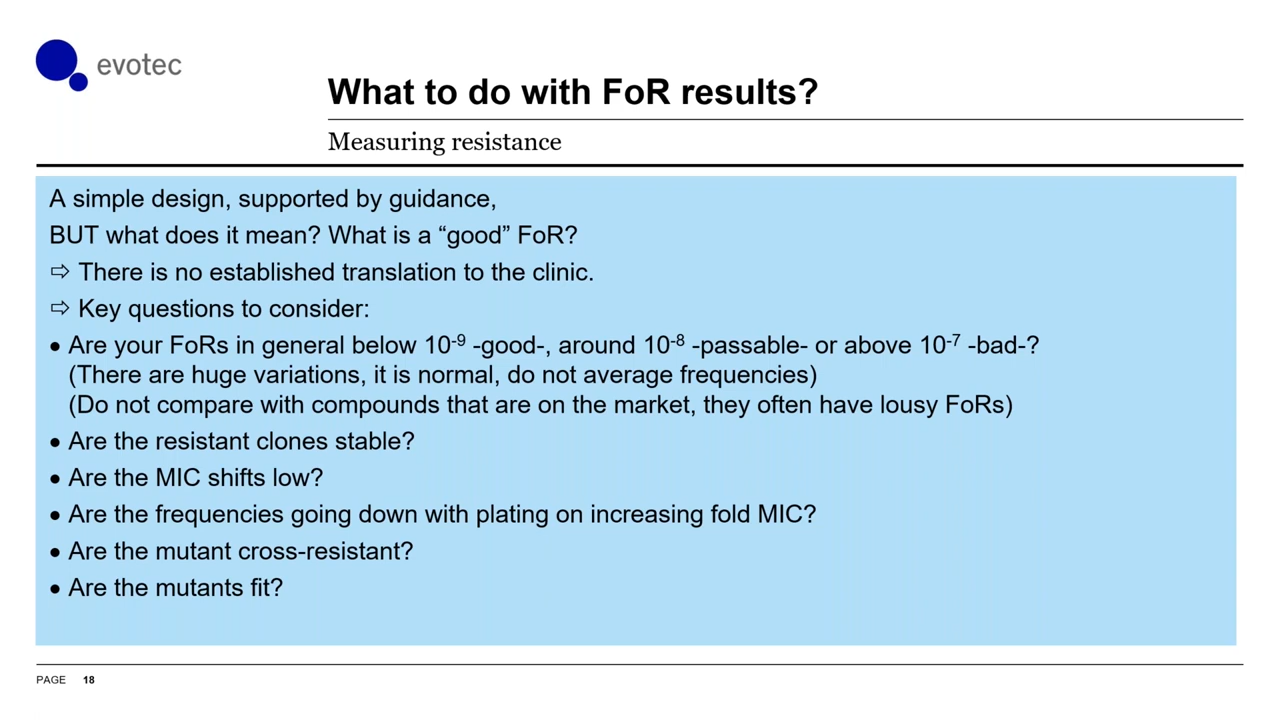 evotec
What to do with FoR results?
Measuring resistance
A simple design, supported by guidance,
BUT what does it mean? What is a “good” FoR?
⇨ There is no established translation to the clinic.
⇨ Key questions to consider:
• Are your FoRs in general below 10⁻⁹ -good-, around 10⁻⁸ -passable- or above 10⁻⁷ -bad-?
(There are huge variations, it is normal, do not average frequencies)
(Do not compare with compounds that are on the market, they often have lousy FoRs)
• Are the resistant clones stable?
• Are the MIC shifts low?
• Are the frequencies going down with plating on increasing fold MIC?
• Are the mutant cross-resistant?
• Are the mutants fit?
PAGE 18